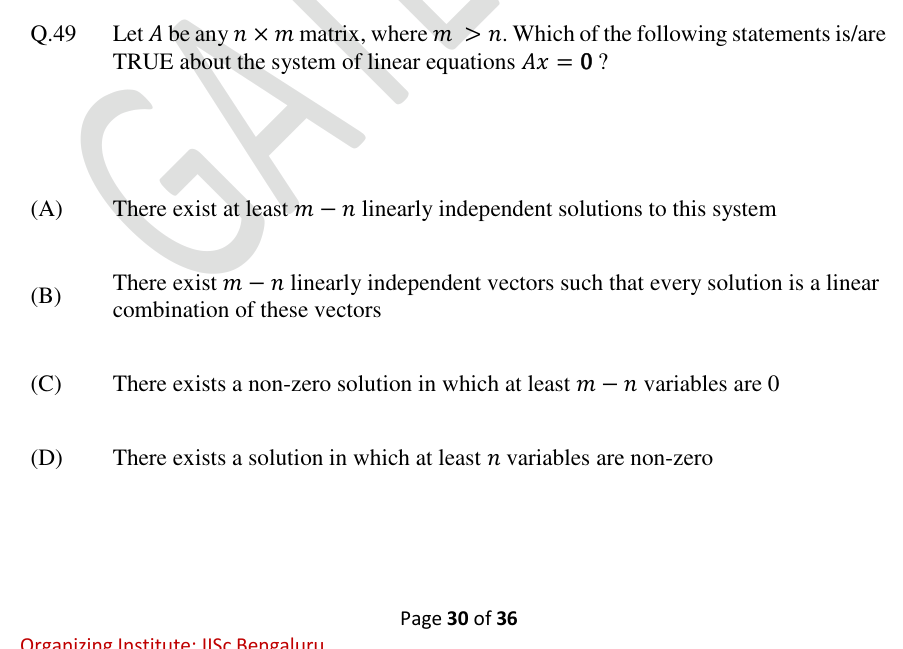 Q.49 Let A be any n × m matrix, where m > n. Which of the following statements is/are
TRUE about the system of linear equations Ax = 0 ?
(A) There exist at least m − n linearly independent solutions to this system
(B) There exist m − n linearly independent vectors such that every solution is a linear
combination of these vectors
(C) There exists a non-zero solution in which at least m − n variables are 0
(D) There exists a solution in which at least n variables are non-zero
Page 30 of 36
Organizing Institute: IISc Bengaluru